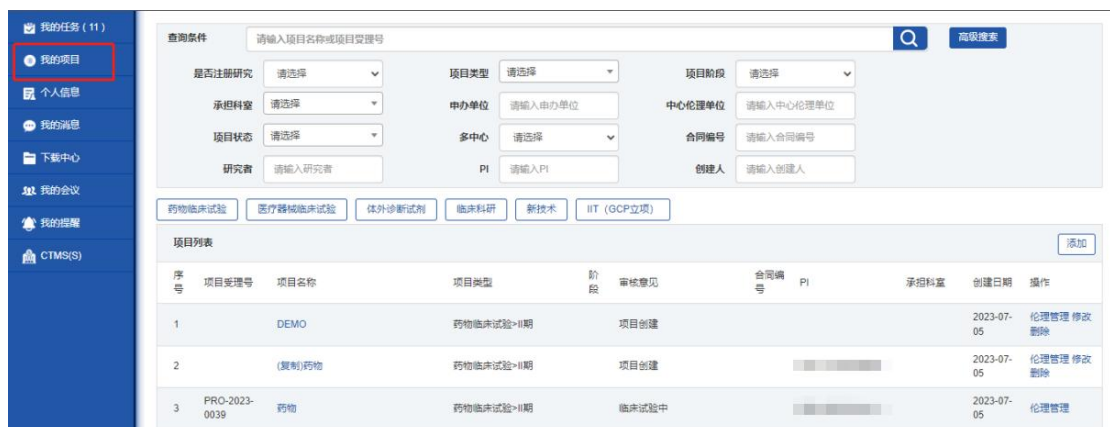 我的任务(11)
我的项目
个人信息
我的消息
下载中心
我的会议
我的提醒
CTMS(S)
查询条件 请输入项目名称或项目受理号 高级搜索
是否注册研究 请选择 项目类型 请选择 项目阶段 请选择
承担科室 请选择 申办单位 请输入申办单位 中心伦理单位 请输入中心伦理单位
项目状态 请选择 多中心 请选择 合同编号 请输入合同编号
研究者 请输入研究者 PI 请输入PI 创建人 请输入创建人
药物临床试验 医疗器械临床试验 体外诊断试剂 临床科研 新技术 IIT(GCP立项)
项目列表 添加
序号 项目受理号 项目名称 项目类型 阶段 审核意见 合同编号 PI 承担科室 创建日期 操作
1 DEMO 药物临床试验>II期 项目创建 2023-07-05 伦理管理 修改 删除
2 (复制)药物 药物临床试验>II期 项目创建 2023-07-05 伦理管理 修改 删除
3 PRO-2023-0039 药物 药物临床试验>II期 临床试验中 2023-07-05 伦理管理